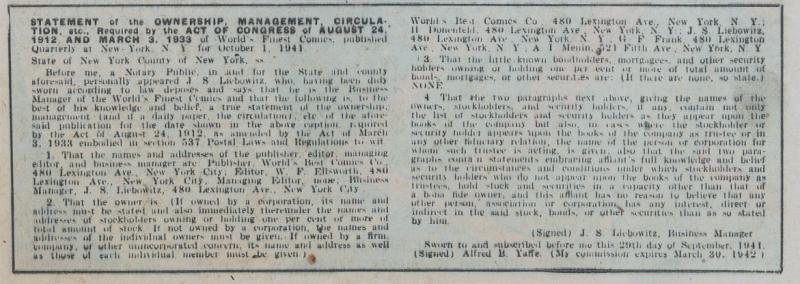 STATEMENT of the OWNERSHIP, MANAGEMENT, CIRCULA-
TION, etc., Required by the ACT OF CONGRESS of AUGUST 24,
1912, AND MARCH 3, 1933 of World's Finest Comics, published
Quarterly at New York, N. Y. for October 1, 1941.
State of New York County of New York, ss
Before me, a Notary Public, in and for the State and county
aforesaid, personally appeared J. S. Liebowitz, who, having been duly
sworn according to law deposes and says that he is the Business
Manager of the World's Finest Comics and that the following is, to the
best of his knowledge and belief, a true statement of the ownership,
management (and if a daily paper, the circulation), etc. of the afore-
said publication for the date shown in the above caption, required
by the Act of August 24, 1912, as amended by the Act of March
3, 1933 embodied in section 537 Postal Laws and Regulations to wit
1. That the names and addresses of the publisher, editor, managing
editor, and business manager are: Publisher, World's Best Comics Co.,
480 Lexington Ave., New York City; Editor, W. F. Ellsworth, 480
Lexington Ave., New York City, Managing Editor, none; Business
Manager, J. S. Liebowitz, 480 Lexington Ave., New York City.
2. That the owner is (If owned by a corporation, its name and
address must be stated and also immediately thereunder the names and
addresses of stockholders owning or holding one per cent or more of
total amount of stock. If not owned by a corporation, the names and
addresses of the individual owners must be given. If owned by a firm,
company, or other unincorporated concern, its name and address as well
as those of each individual member must be given.)
World's Best Comics Co., 480 Lexington Ave., New York, N. Y.;
H. Donenfeld, 480 Lexington Ave., New York, N. Y.; J. S. Liebowitz,
480 Lexington Ave., New York, N. Y.; G. F. Frank, 480 Lexington
Ave., New York, N. Y., A. I. Menin, 521 Fifth Ave., New York, N. Y.
3. That the little known bondholders, mortgagees, and other security
holders owning or holding one per cent or more of total amount of
bonds, mortgages, or other securities are: (If there are none, so state.)
NONE
4. That the two paragraphs next above, giving the names of the
owners, stockholders, and security holders, if any, contain not only
the list of stockholders and security holders as they appear upon the
books of the company but also, in cases where the stockholder or
security holder appears upon the books of the company as trustee or in
any other fiduciary relation, the name of the person or corporation for
whom such trustee is acting, is given, also that the said two para-
graphs contain statements embracing affiant's full knowledge and belief
as to the circumstances and conditions under which stockholders and
security holders who do not appear upon the books of the company as
trustees, hold stock and securities in a capacity other than that of
a bona fide owner, and this affiant has no reason to believe that any
other person, association, or corporation has any interest, direct or
indirect in the said stock, bonds, or other securities than as so stated
by him.
(Signed) J. S. Liebowitz, Business Manager
Sworn to and subscribed before me this 29th day of September, 1941.
(Signed) Alfred B. Yaffe. (My commission expires March 30, 1942)